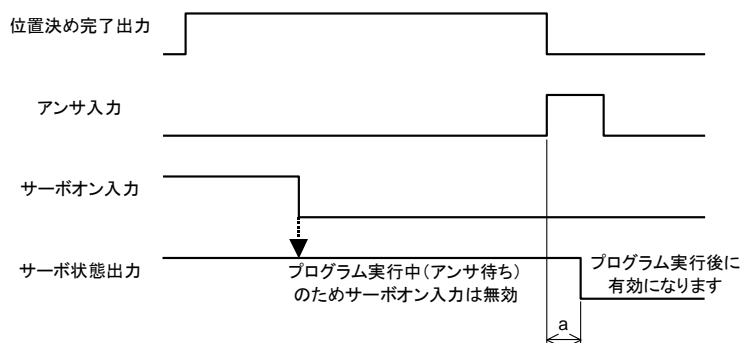 位置決め完了出力
アンサ入力
サーボオン入力
サーボ状態出力
プログラム実行中(アンサ待ち)
のためサーボオン入力は無効
プログラム実行後に
有効になります
a